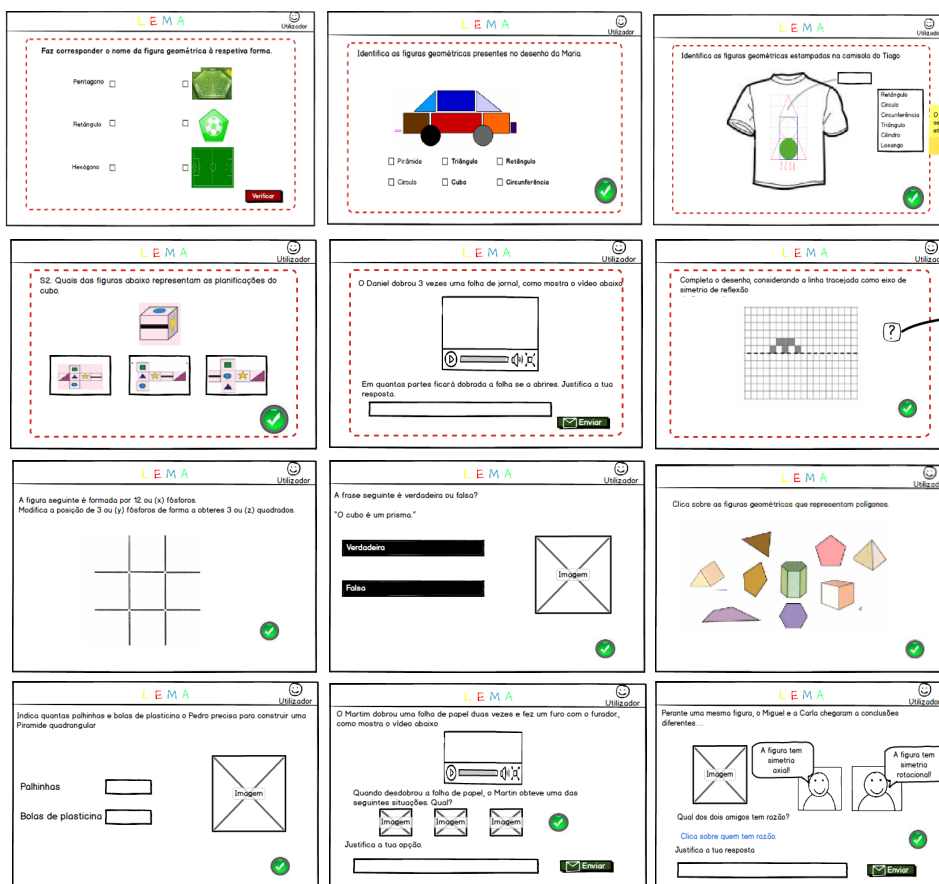 LEMA
Utilizador
Faz corresponder o nome da figura geométrica à respetiva forma.
Pentagono
Retângulo
Hexágono
Verificar
LEMA
Utilizador
Identifica as figuras geométricas presentes no desenho da Maria.
Pirâmide
Triângulo
Retângulo
Círculo
Cubo
Circunferência
LEMA
Utilizad
Identifica as figuras geométricas estampadas na camisola do Tiago.
Retângulo
Círculo
Circunferência
Triângulo
Cilindro
Losango
LEMA
Utilizador
S2. Quais das figuras abaixo representam as planificações do
cubo.
LEMA
Utilizador
O Daniel dobrou 3 vezes uma folha de jornal, como mostra o vídeo abaixo
Em quantas partes ficará dobrada a folha se a abrires. Justifica a tua
resposta.
Enviar
LEMA
Utilizador
Completa o desenho, considerando a linha tracejada como eixo de
simetria de reflexão
?
LEMA
Utilizador
A figura seguinte é formada por 12 ou (x) fósforos.
Modifica a posição de 3 ou (y) fósforos de forma a obteres 3 ou (z) quadrados.
LEMA
Utilizador
A frase seguinte é verdadeira ou falsa?
"O cubo é um prisma."
Verdadeira
Falsa
Imagem
LEMA
Utilizad
Clica sobre as figuras geométricas que representam polígonos.
LEMA
Utilizador
Indica quantas palhinhas e bolas de plasticina o Pedro precisa para construir uma
Piramide quadrangular
Palhinhas
Bolas de plasticina
Imagem
LEMA
Utilizador
O Martim dobrou uma folha de papel duas vezes e fez um furo com o furador,
como mostra o vídeo abaixo
Quando desdobrou a folha de papel, o Martin obteve uma das
seguintes situações. Qual?
Imagem
Imagem
Imagem
Justifica a tua opção.
Enviar
LEMA
Utilizador
Perante uma mesma figura, o Miguel e a Carla chegaram a conclusões
diferentes....
Imagem
A figura tem
simetria
axial!
A figura tem
simetria
rotacional!
Qual dos dois amigos tem razão?
Clica sobre quem tem razão
Justifica a tua resposta
Enviar